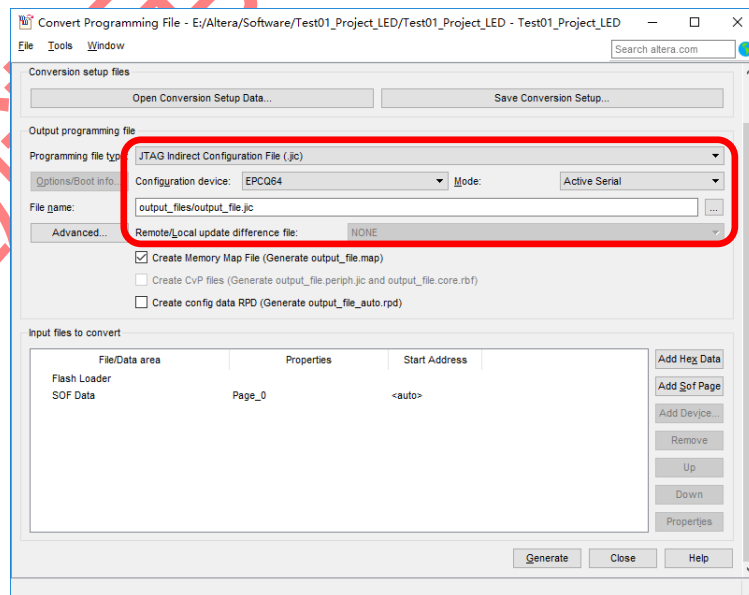 Convert Programming File - E:/Altera/Software/Test01_Project_LED/Test01_Project_LED - Test01_Project_LED
File Tools Window
Search altera.com
Conversion setup files
Open Conversion Setup Data... Save Conversion Setup...
Output programming file
Programming file type: JTAG Indirect Configuration File (.jic)
Options/Boot info... Configuration device: EPCQ64 Mode: Active Serial
File name: output_files/output_file.jic ...
Advanced... Remote/Local update difference file: NONE
Create Memory Map File (Generate output_file.map)
Create CvP files (Generate output_file.periph.jic and output_file.core.rbf)
Create config data RPD (Generate output_file_auto.rpd)
Input files to convert
File/Data area Properties Start Address
Flash Loader
SOF Data Page_0 <auto>
Add Hex Data
Add Sof Page
Add Device...
Remove
Up
Down
Properties
Generate Close Help